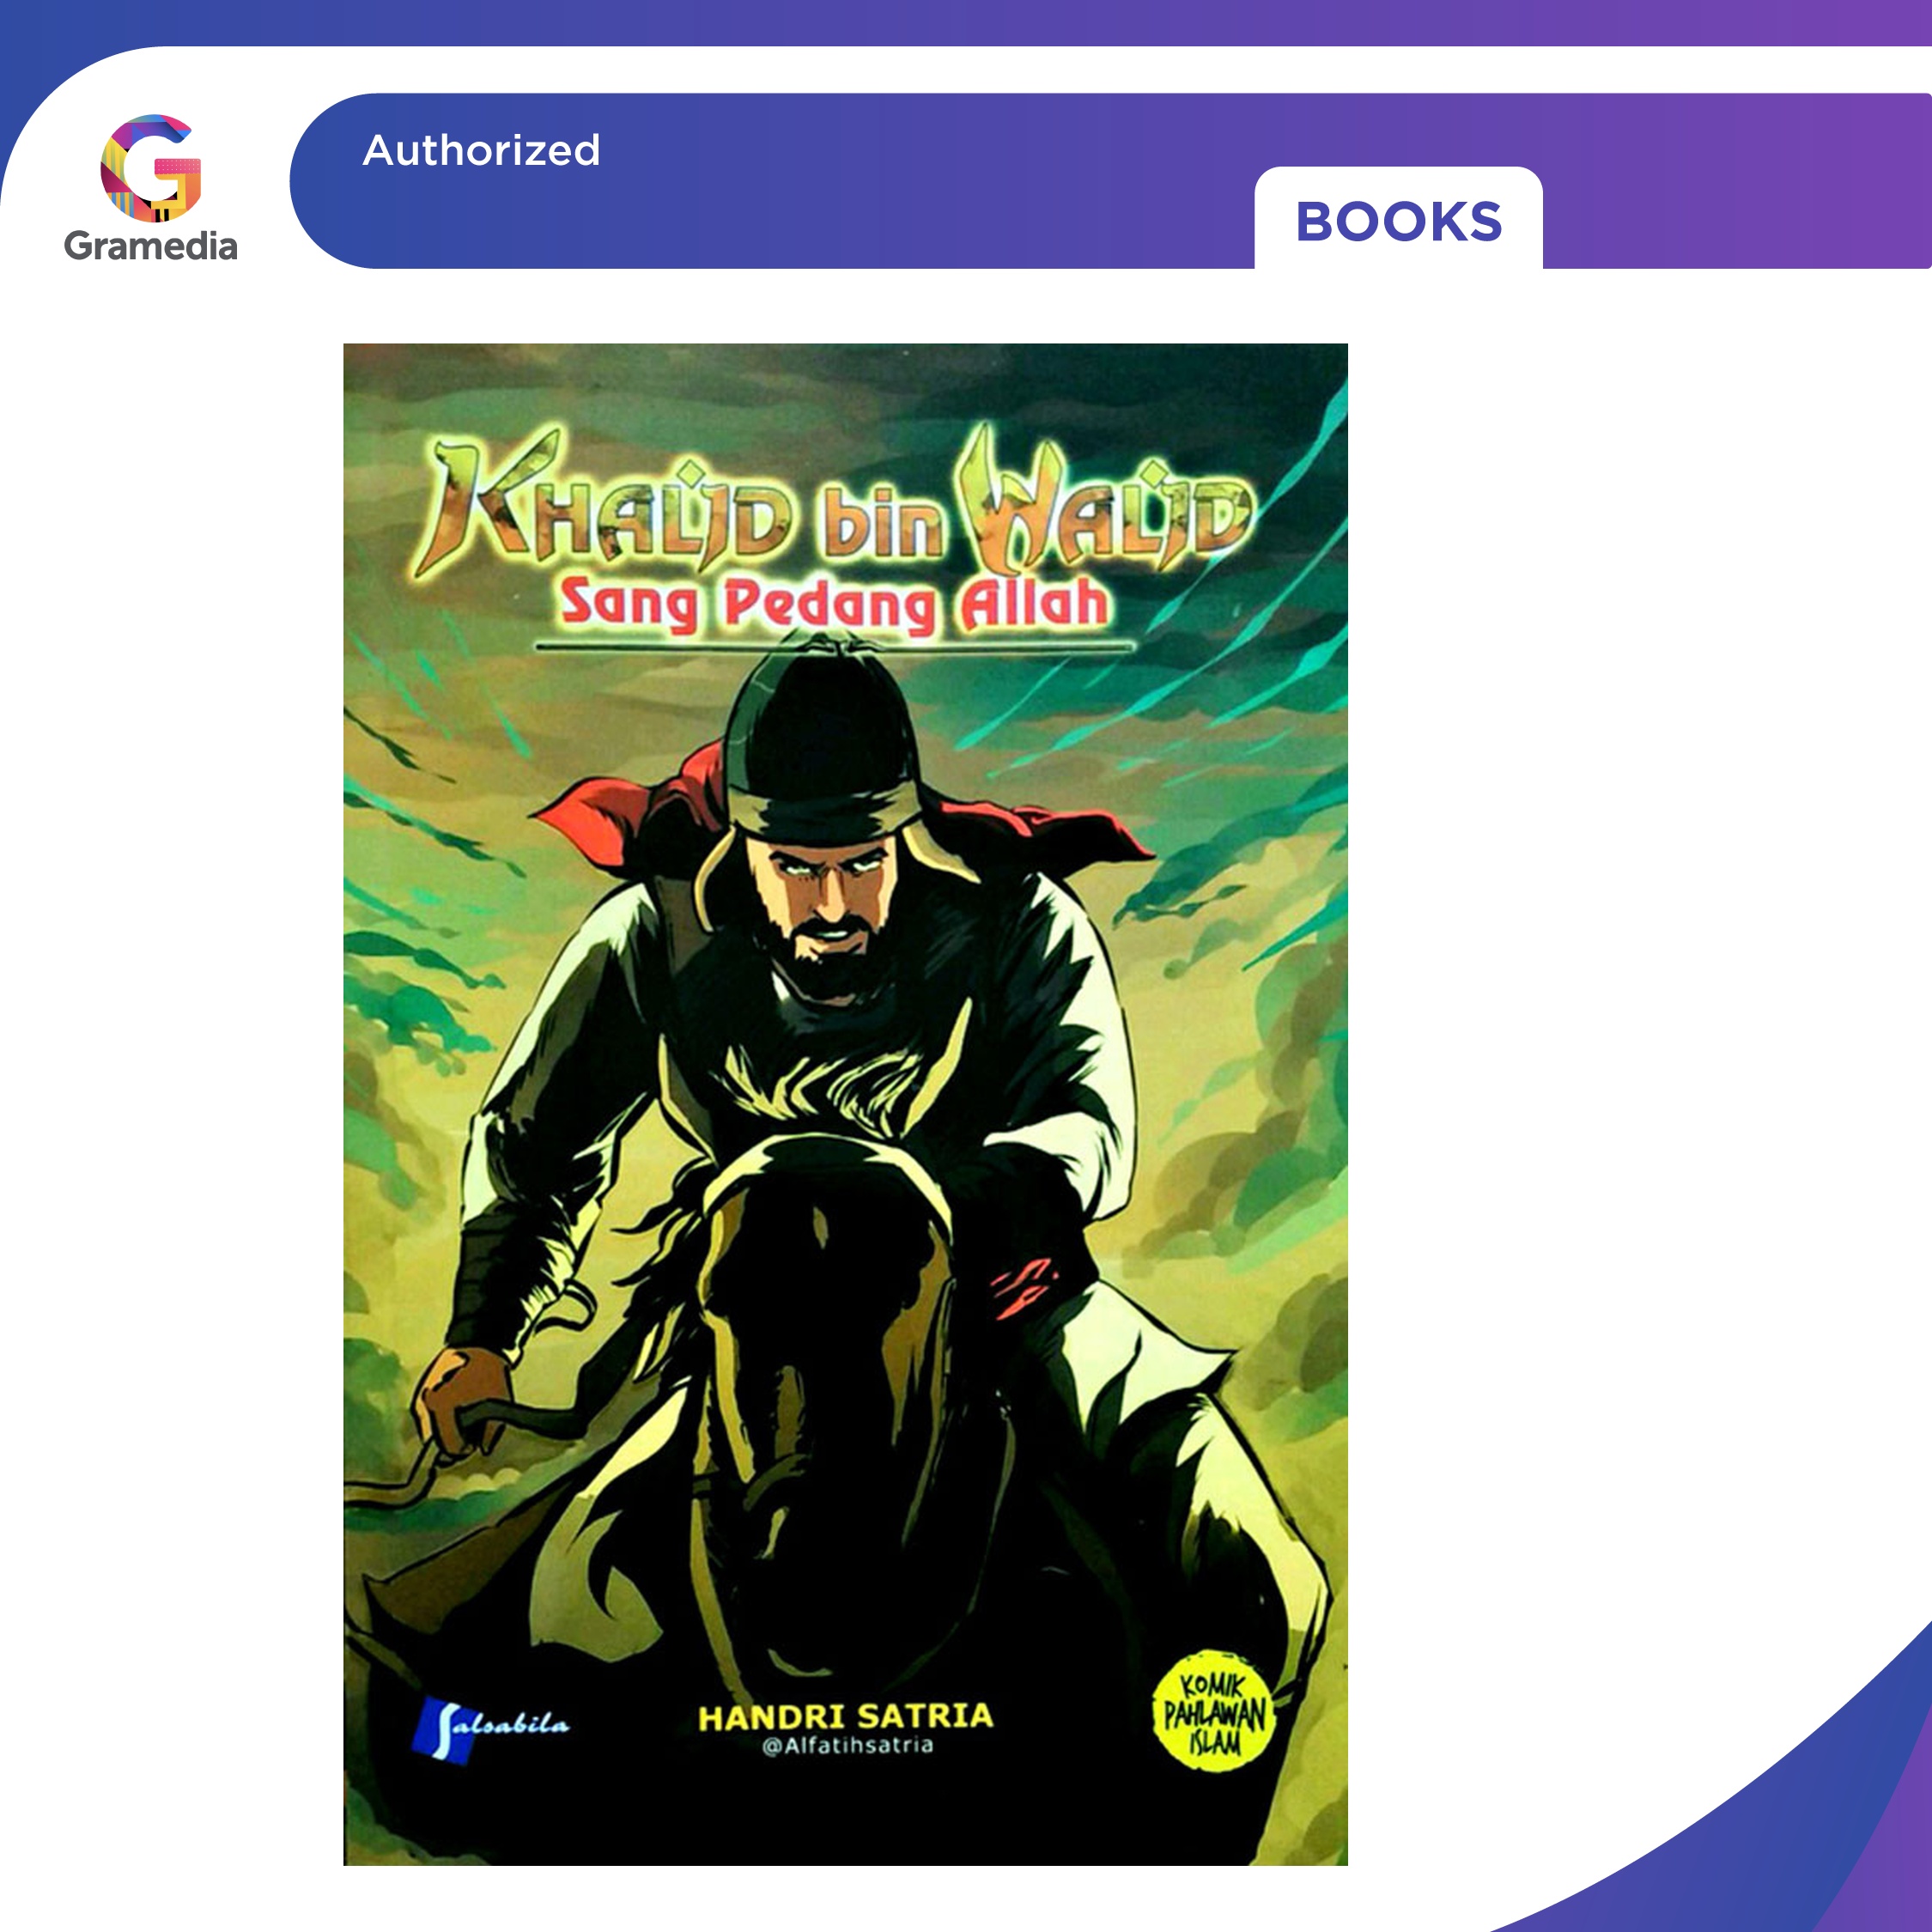 Gramedia
Authorized
BOOKS
KHALID bin WALID
Sang Pedang Allah
Salsabila
HANDRI SATRIA
@Alfatihsatria
KOMIK
PAHLAWAN
ISLAM